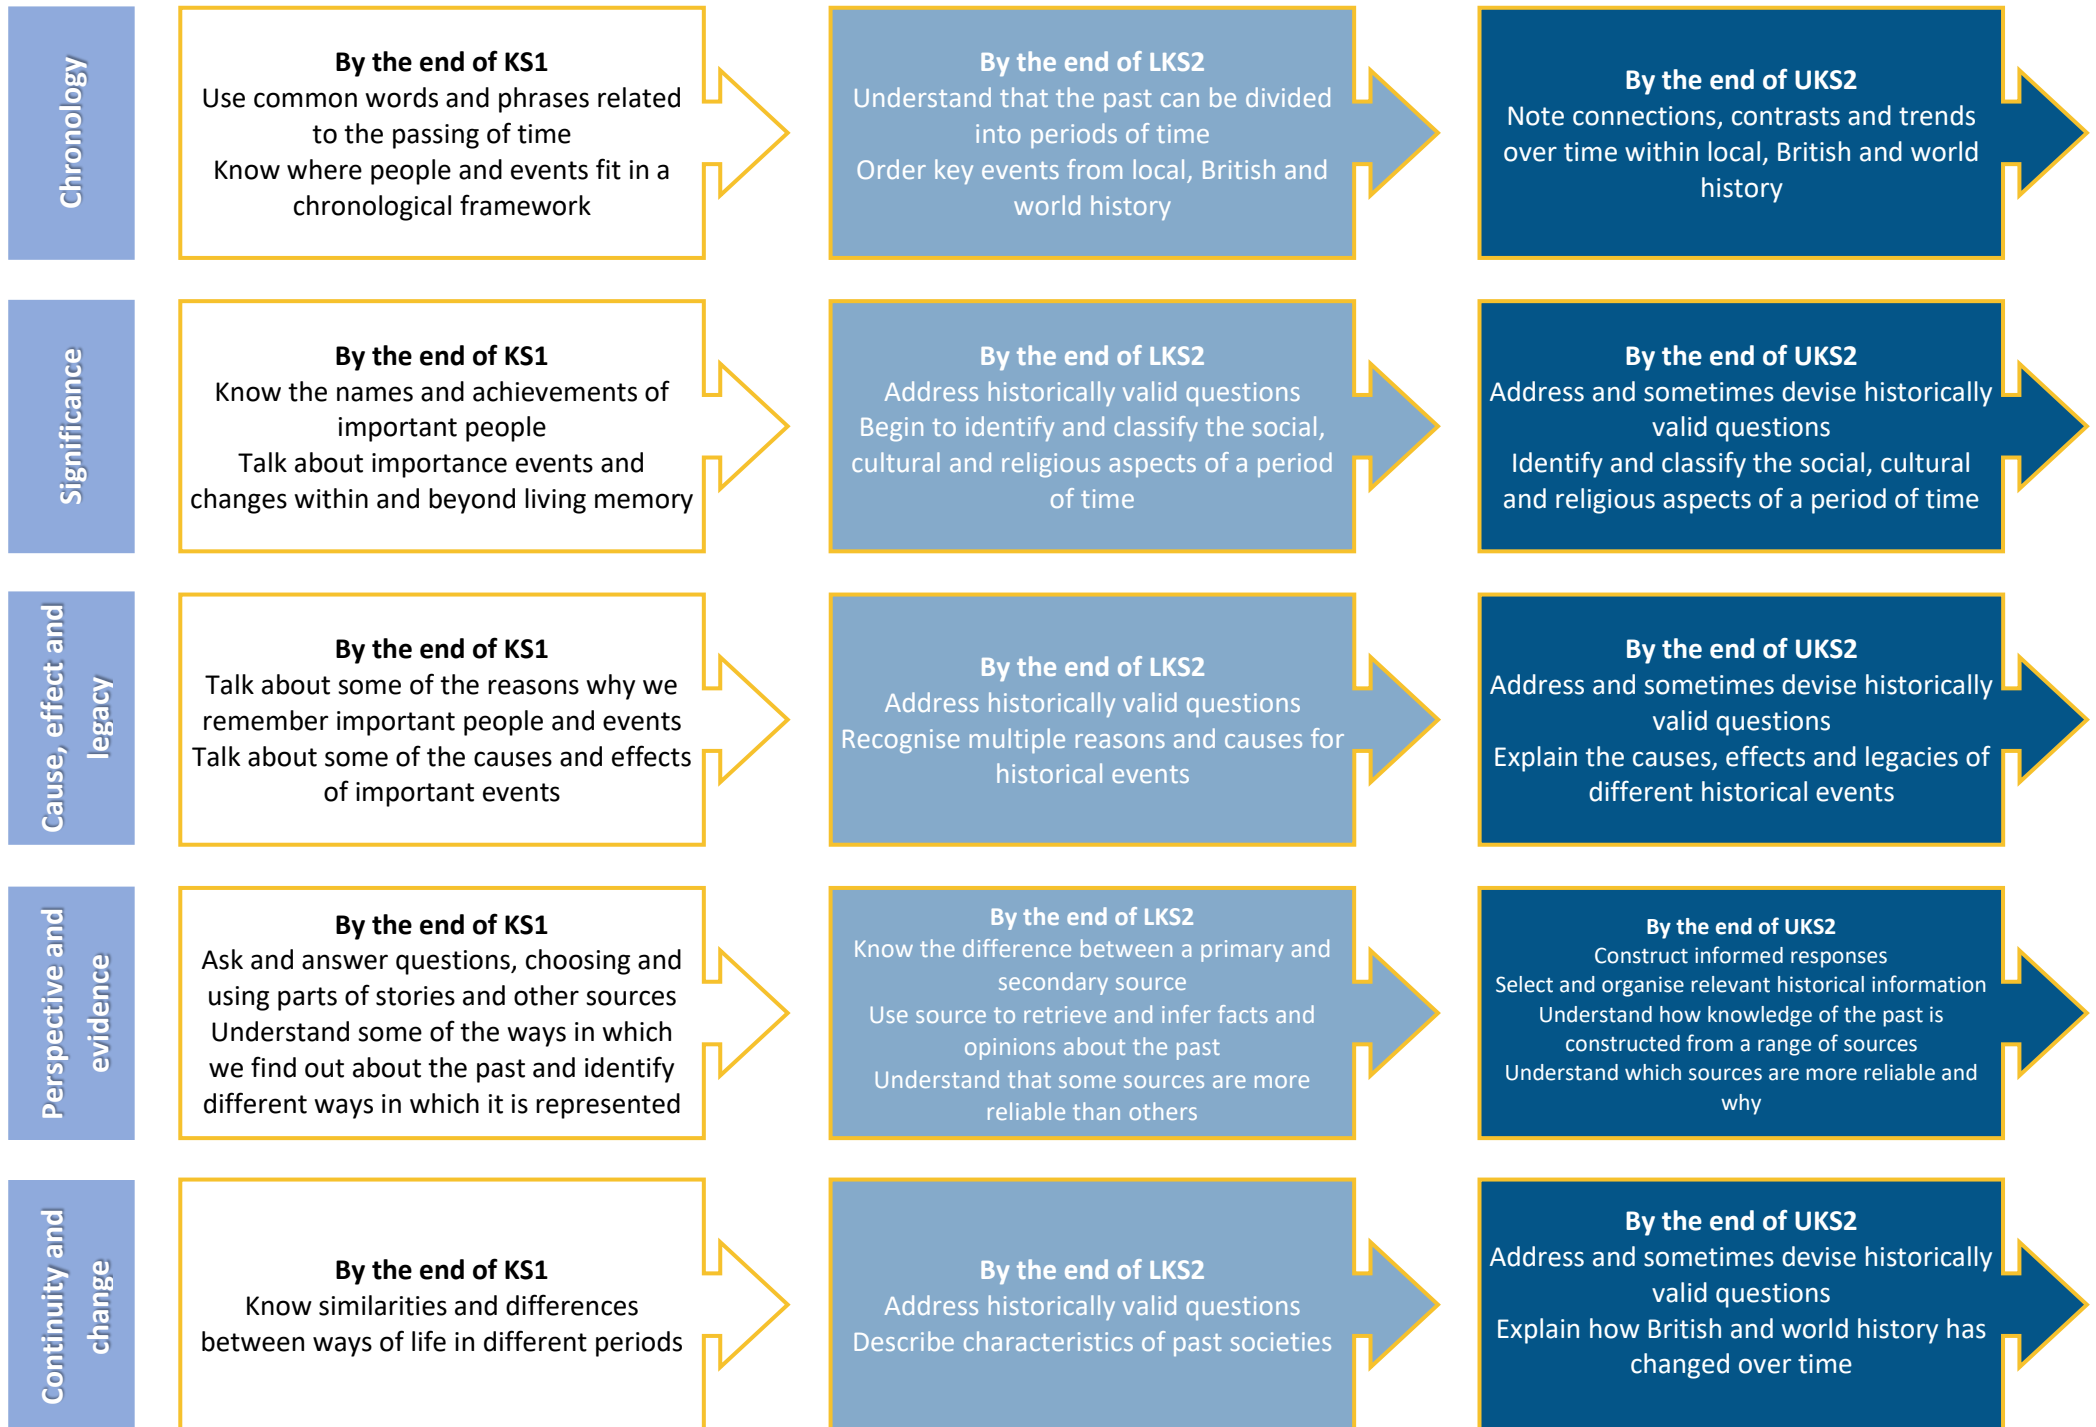 Chronology
By the end of KS1
Use common words and phrases related
to the passing of time
Know where people and events fit in a
chronological framework
By the end of LKS2
Understand that the past can be divided
into periods of time
Order key events from local, British and
world history
By the end of UKS2
Note connections, contrasts and trends
over time within local, British and world
history
Significance
By the end of KS1
Know the names and achievements of
important people
Talk about importance events and
changes within and beyond living memory
By the end of LKS2
Address historically valid questions
Begin to identify and classify the social,
cultural and religious aspects of a period
of time
By the end of UKS2
Address and sometimes devise historically
valid questions
Identify and classify the social, cultural
and religious aspects of a period of time
Cause, effect and
legacy
By the end of KS1
Talk about some of the reasons why we
remember important people and events
Talk about some of the causes and effects
of important events
By the end of LKS2
Address historically valid questions
Recognise multiple reasons and causes for
historical events
By the end of UKS2
Address and sometimes devise historically
valid questions
Explain the causes, effects and legacies of
different historical events
Perspective and
evidence
By the end of KS1
Ask and answer questions, choosing and
using parts of stories and other sources
Understand some of the ways in which
we find out about the past and identify
different ways in which it is represented
By the end of LKS2
Know the difference between a primary and
secondary source
Use source to retrieve and infer facts and
opinions about the past
Understand that some sources are more
reliable than others
By the end of UKS2
Construct informed responses
Select and organise relevant historical information
Understand how knowledge of the past is
constructed from a range of sources
Understand which sources are more reliable and
why
Continuity and
change
By the end of KS1
Know similarities and differences
between ways of life in different periods
By the end of LKS2
Address historically valid questions
Describe characteristics of past societies
By the end of UKS2
Address and sometimes devise historically
valid questions
Explain how British and world history has
changed over time